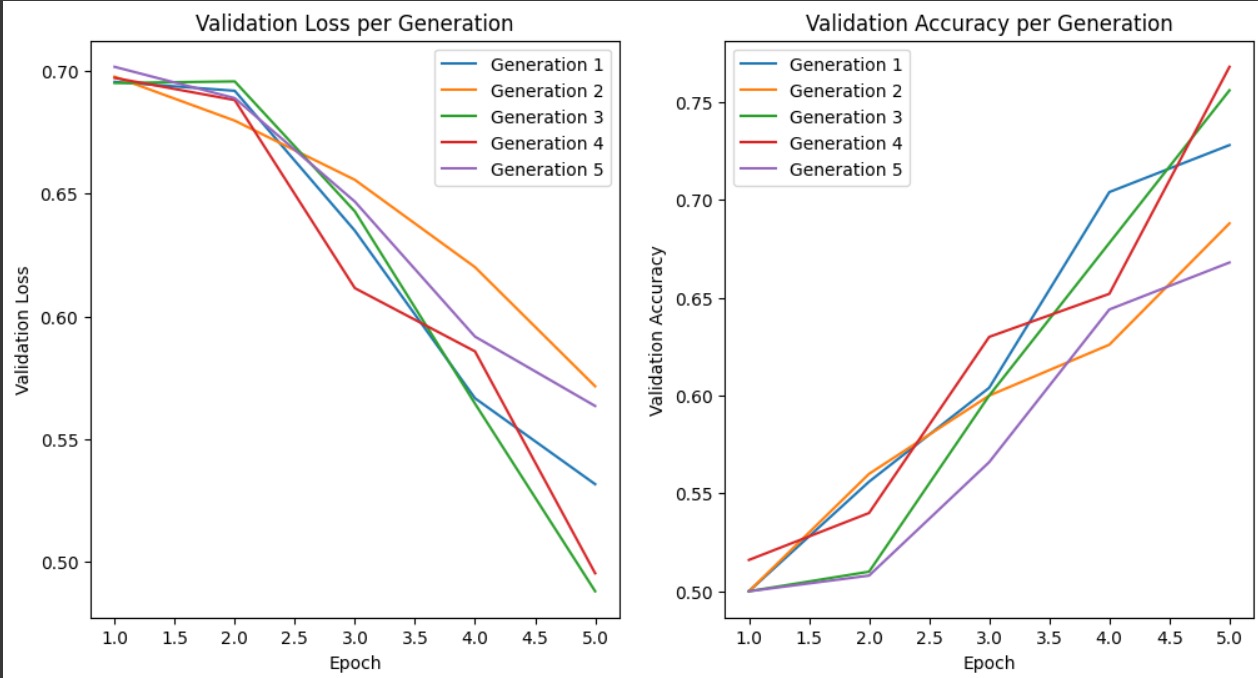 Validation Loss per Generation
Validation Loss
0.70
0.65
0.60
0.55
0.50
Generation 1
Generation 2
Generation 3
Generation 4
Generation 5
1.0 1.5 2.0 2.5 3.0 3.5 4.0 4.5 5.0
Epoch
Validation Accuracy per Generation
Validation Accuracy
0.75
0.70
0.65
0.60
0.55
0.50
Generation 1
Generation 2
Generation 3
Generation 4
Generation 5
1.0 1.5 2.0 2.5 3.0 3.5 4.0 4.5 5.0
Epoch